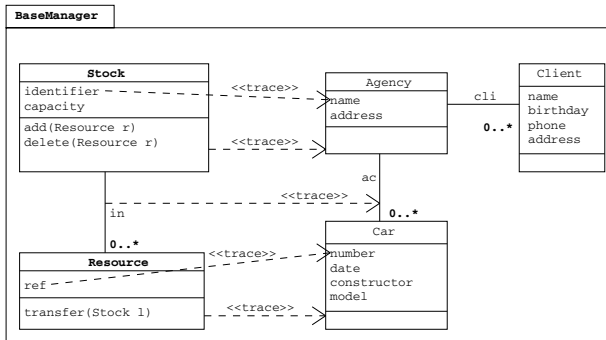 BaseManager
Stock
identifier
capacity
add(Resource r)
delete(Resource r)
<<trace>>
<<trace>>
Agency
name
address
cli
0..*
Client
name
birthday
phone
address
in
0..*
<<trace>>
ac
0..*
Resource
ref
transfer(Stock l)
<<trace>>
<<trace>>
Car
number
date
constructor
model